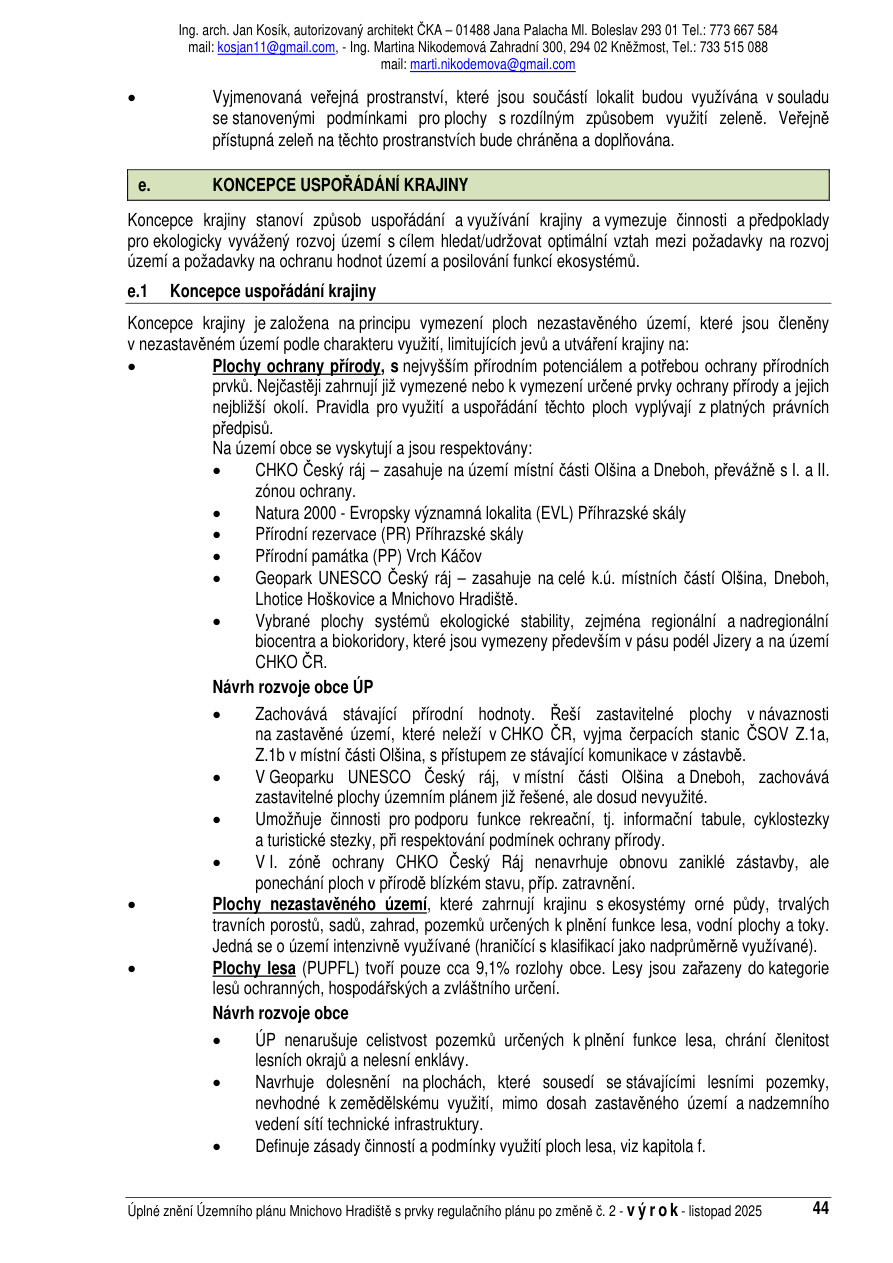 Ing. arch. Jan Kosík, autorizovaný architekt ČKA – 01488 Jana Palacha Ml. Boleslav 293 01 Tel.: 773 667 584
mail: kosjan11@gmail.com, - Ing. Martina Nikodemová Zahradní 300, 294 02 Kněžmost, Tel.: 733 515 088
mail: marti.nikodemova@gmail.com
• Vyjmenovaná veřejná prostranství, které jsou součástí lokalit budou využívána v souladu
se stanovenými podmínkami pro plochy s rozdílným způsobem využití zeleně. Veřejně
přístupná zeleň na těchto prostranstvích bude chráněna a doplňována.
e. KONCEPCE USPOŘÁDÁNÍ KRAJINY
Koncepce krajiny stanoví způsob uspořádání a využívání krajiny a vymezuje činnosti a předpoklady
pro ekologicky vyvážený rozvoj území s cílem hledat/udržovat optimální vztah mezi požadavky na rozvoj
území a požadavky na ochranu hodnot území a posilování funkcí ekosystémů.
e.1 Koncepce uspořádání krajiny
Koncepce krajiny je založena na principu vymezení ploch nezastavěného území, které jsou členěny
v nezastavěném území podle charakteru využití, limitujících jevů a utváření krajiny na:
• Plochy ochrany přírody, s nejvyšším přírodním potenciálem a potřebou ochrany přírodních
prvků. Nejčastěji zahrnují již vymezené nebo k vymezení určené prvky ochrany přírody a jejich
nejbližší okolí. Pravidla pro využití a uspořádání těchto ploch vyplývají z platných právních
předpisů.
Na území obce se vyskytují a jsou respektovány:
• CHKO Český ráj – zasahuje na území místní části Olšina a Dneboh, převážně s I. a II.
zónou ochrany.
• Natura 2000 - Evropsky významná lokalita (EVL) Příhrazské skály
• Přírodní rezervace (PR) Příhrazské skály
• Přírodní památka (PP) Vrch Káčov
• Geopark UNESCO Český ráj – zasahuje na celé k.ú. místních částí Olšina, Dneboh,
Lhotice Hoškovice a Mnichovo Hradiště.
• Vybrané plochy systémů ekologické stability, zejména regionální a nadregionální
biocentra a biokoridory, které jsou vymezeny především v pásu podél Jizery a na území
CHKO ČR.
Návrh rozvoje obce ÚP
• Zachovává stávající přírodní hodnoty. Řeší zastavitelné plochy v návaznosti
na zastavěné území, které neleží v CHKO ČR, vyjma čerpacích stanic ČSOV Z.1a,
Z.1b v místní části Olšina, s přístupem ze stávající komunikace v zástavbě.
• V Geoparku UNESCO Český ráj, v místní části Olšina a Dneboh, zachovává
zastavitelné plochy územním plánem již řešené, ale dosud nevyužité.
• Umožňuje činnosti pro podporu funkce rekreační, tj. informační tabule, cyklostezky
a turistické stezky, při respektování podmínek ochrany přírody.
• V I. zóně ochrany CHKO Český Ráj nenavrhuje obnovu zaniklé zástavby, ale
ponechání ploch v přírodě blízkém stavu, příp. zatravnění.
• Plochy nezastavěného území, které zahrnují krajinu s ekosystémy orné půdy, trvalých
travních porostů, sadů, zahrad, pozemků určených k plnění funkce lesa, vodní plochy a toky.
Jedná se o území intenzivně využívané (hraničící s klasifikací jako nadprůměrně využívané).
• Plochy lesa (PUPFL) tvoří pouze cca 9,1% rozlohy obce. Lesy jsou zařazeny do kategorie
lesů ochranných, hospodářských a zvláštního určení.
Návrh rozvoje obce
• ÚP nenarušuje celistvost pozemků určených k plnění funkce lesa, chrání členitost
lesních okrajů a nelesní enklávy.
• Navrhuje dolesnění na plochách, které sousedí se stávajícími lesními pozemky,
nevhodné k zemědělskému využití, mimo dosah zastavěného území a nadzemního
vedení sítí technické infrastruktury.
• Definuje zásady činností a podmínky využití ploch lesa, viz kapitola f.
Úplné znění Územního plánu Mnichovo Hradiště s prvky regulačního plánu po změně č. 2 - v ý r o k - listopad 2025 44